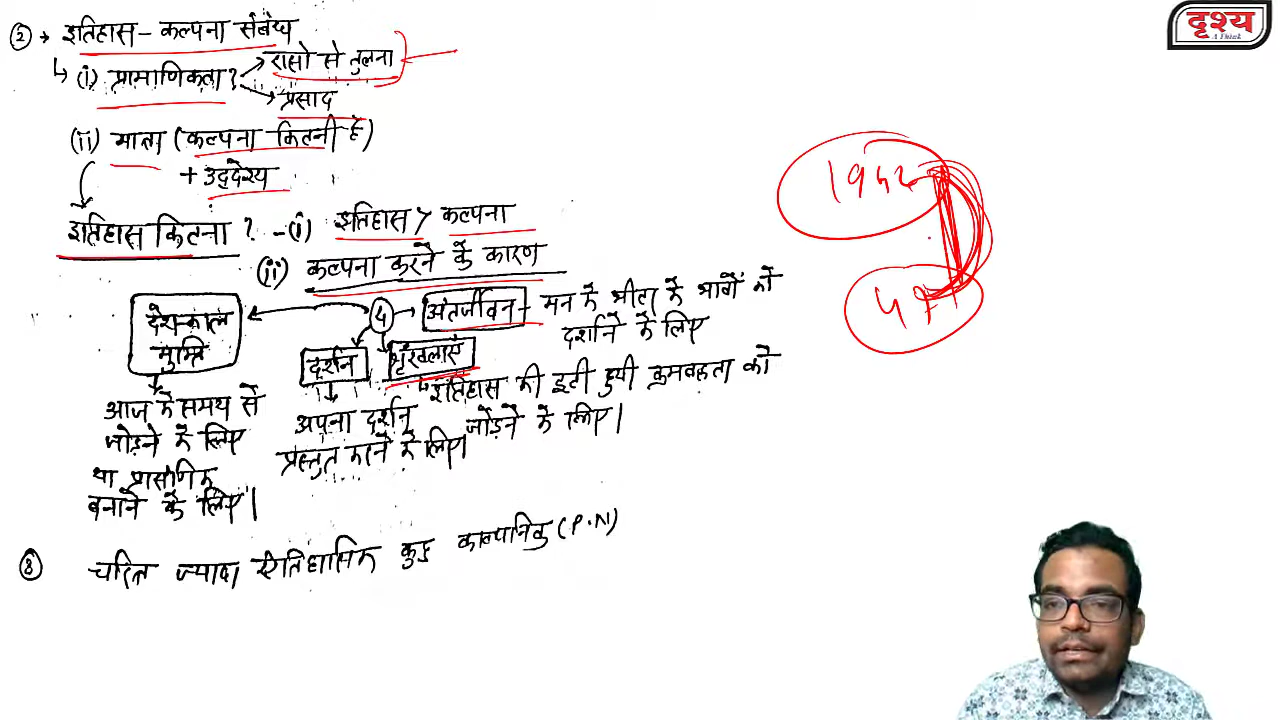 ② → इतिहास - कल्पना संबंध
↳ (i) प्रामाणिकता?
रासो से तुलना
प्रसाद
(ii) मात्रा (कल्पना कितनी है)
+ उद्देश्य
इतिहास कितना? - (i) इतिहास > कल्पना
(ii) कल्पना करने के कारण
देशकाल
④ → अंतर्जीवन - मन के भीतर के भावों को
दर्शाने के लिए
दर्शन
शृंखलाएं
इतिहास की टूटी हुयी क्रमबद्धता को
जोड़ने के लिए।
आज के समय से
जोड़ने के लिए
या प्रासंगिक
बनाने के लिए।
अपना दर्शन
प्रस्तुत करने के लिए।
③ चरित्र ज्यादा ऐतिहासिक कुछ काल्पनिक (P.N)
दृश्य